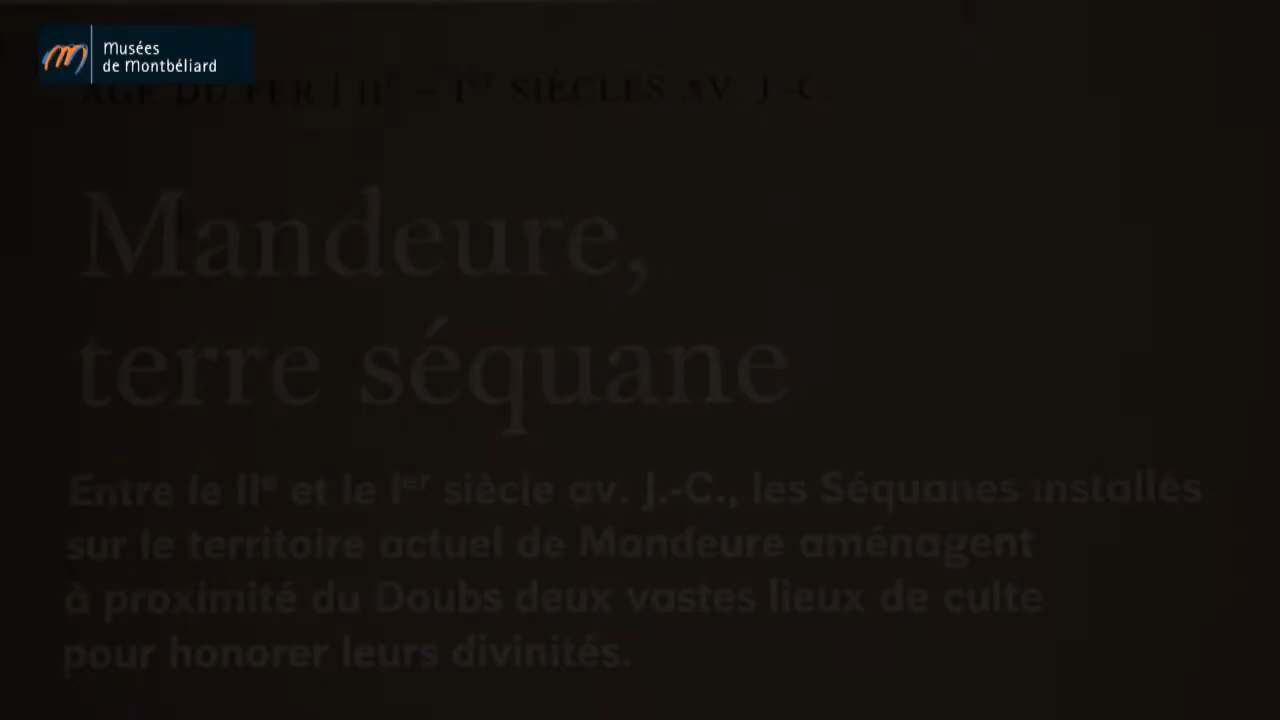 Musées
de Montbéliard
AGE DU FER | IIe – Ier SIÈCLES AV. J.-C.
Mandeure,
terre séquane
Entre le IIe et le Ier siècle av. J.-C., les Séquanes installés
sur le territoire actuel de Mandeure aménagent
à proximité du Doubs deux vastes lieux de culte
pour honorer leurs divinités.